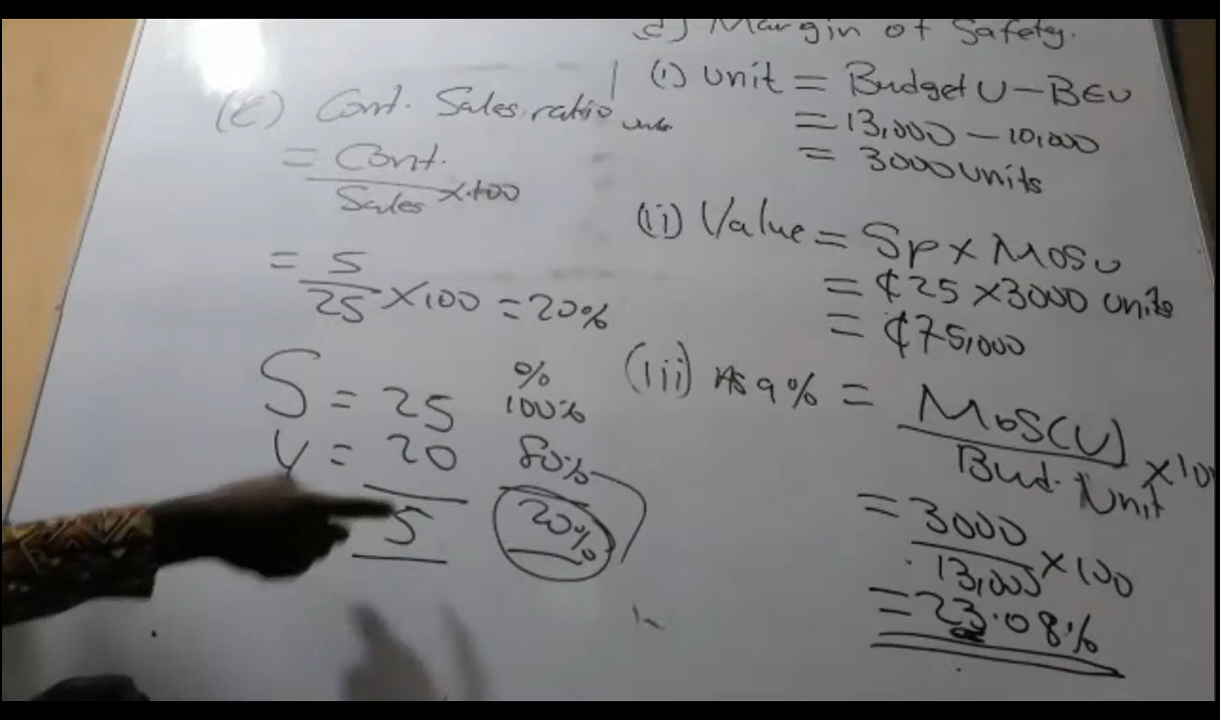 (E) Cont. Sales ratio
= Cont.
Sales x 100
= 5
25 x 100 = 20%
%
S = 25 100%
V = 20 80%
5 20%
d) Margin of Safety.
(i) Unit = Budget U - BEU
= 13,000 - 10,000
= 3000 units
(ii) Value = Sp x MoSu
= ₵25 x 3000 units
= ₵75,000
(iii) As a % = MoS(U)
Bud. Unit x 100
= 3000
13,000 x 100
= 23.08%